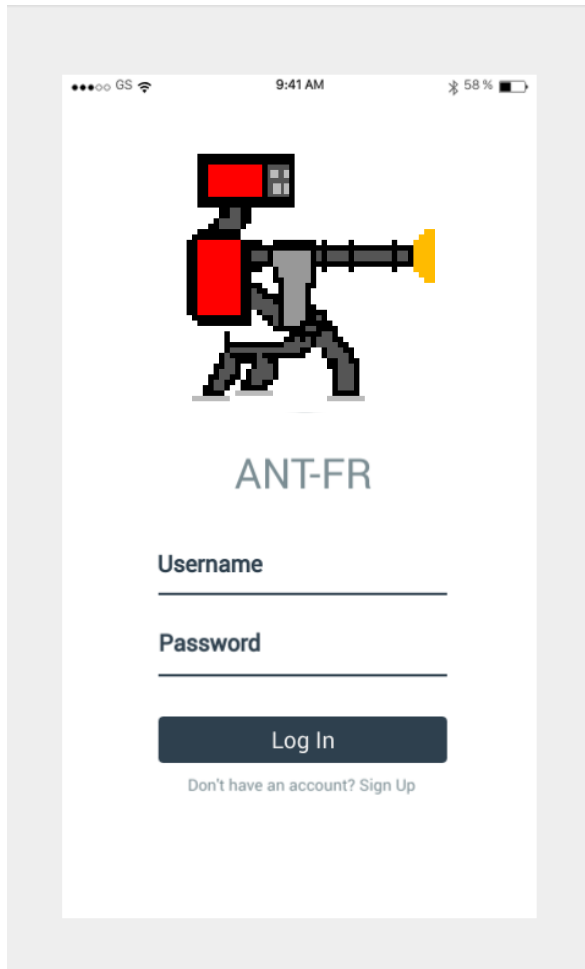 GS 9:41 AM 58 %
ANT-FR
Username
Password
Log In
Don't have an account? Sign Up